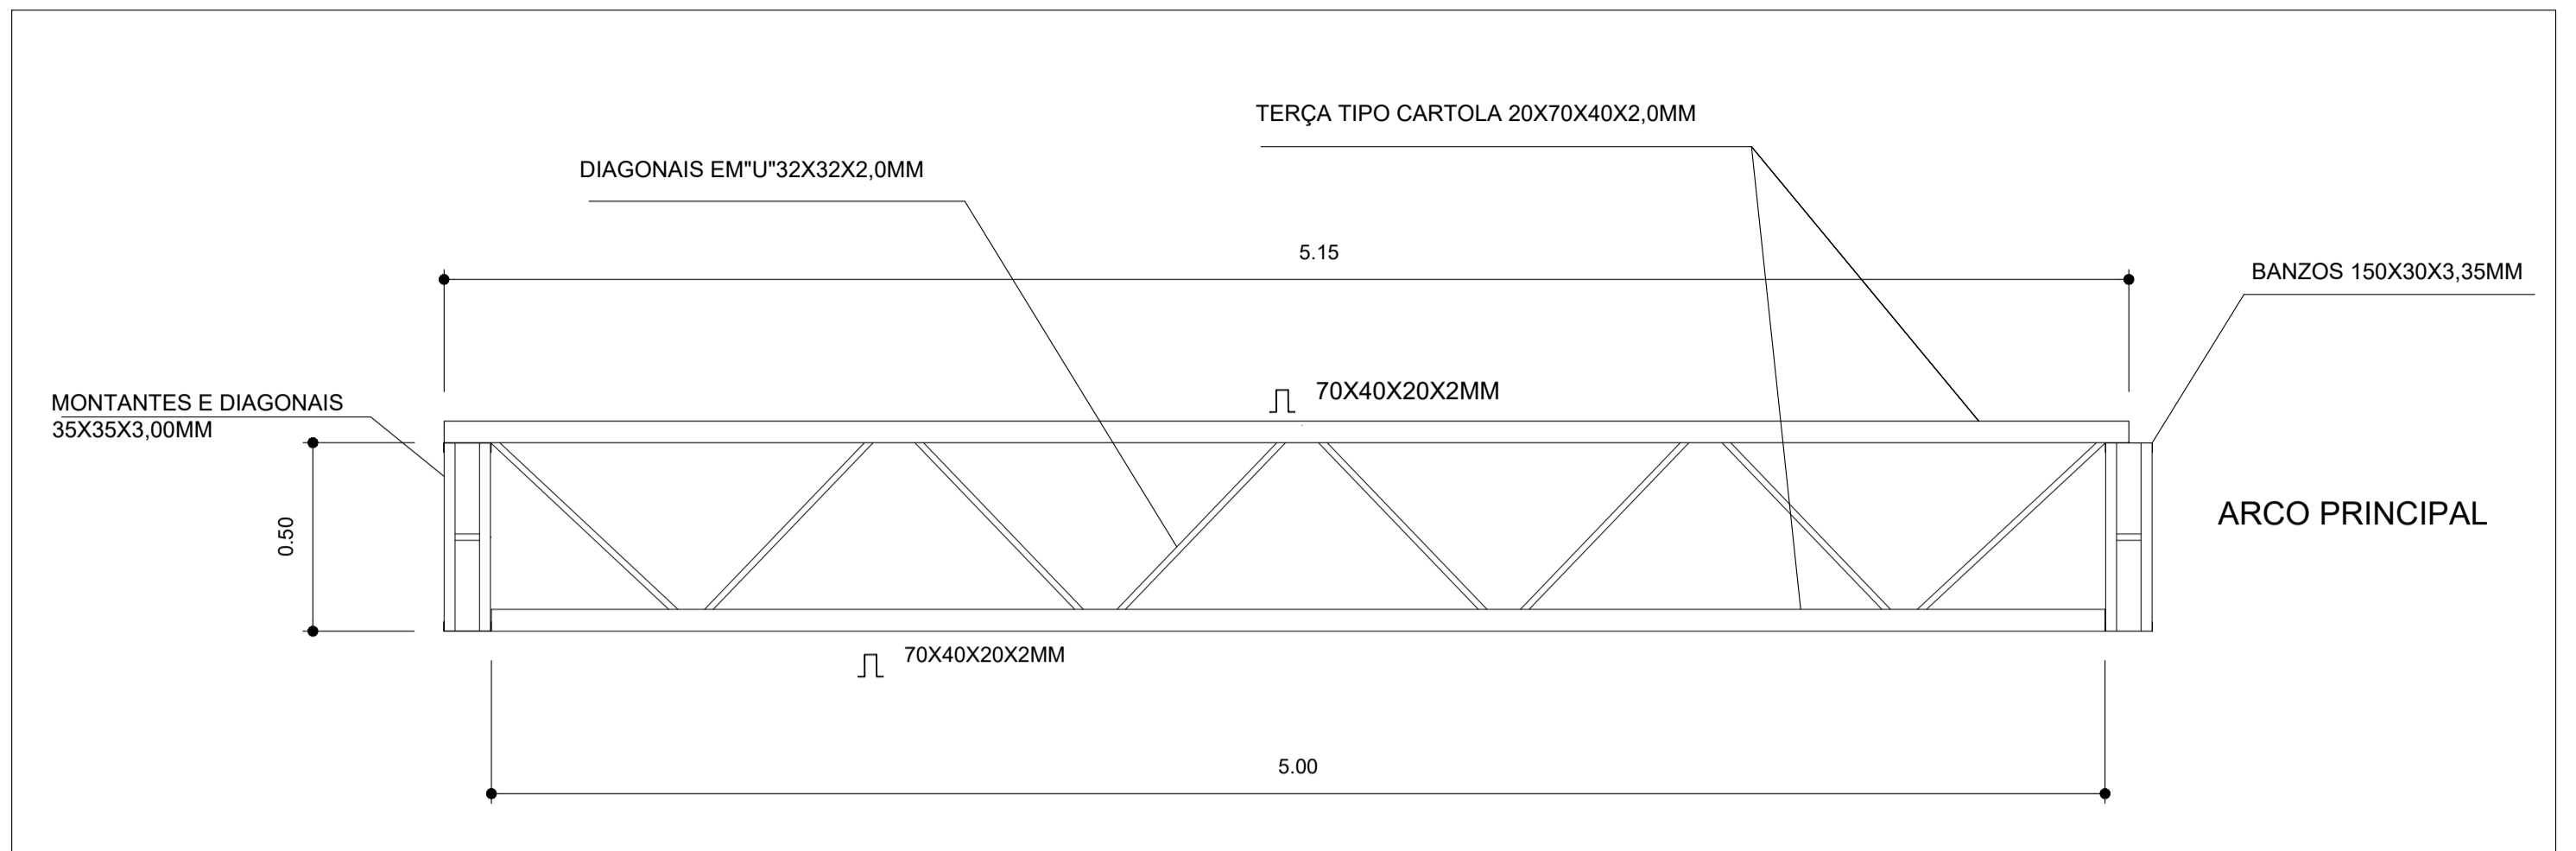 TERÇA TIPO CARTOLA 20X70X40X2,0MM
DIAGONAIS EM"U"32X32X2,0MM
5.15
BANZOS 150X30X3,35MM
70X40X20X2MM
MONTANTES E DIAGONAIS
35X35X3,00MM
0.50
ARCO PRINCIPAL
70X40X20X2MM
5.00